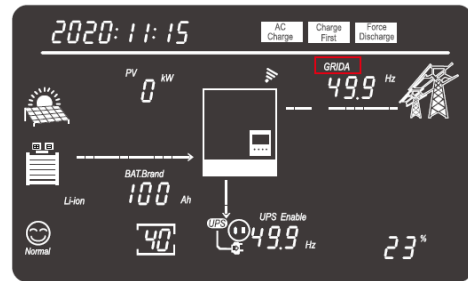 2020:11:15
AC Charge
Charge First
Force Discharge
PV 0 kW
GRIDA
49.9 Hz
BAT.Brand
Li-ion 100 Ah
UPS
UPS Enable
49.9 Hz
Normal
40
23%